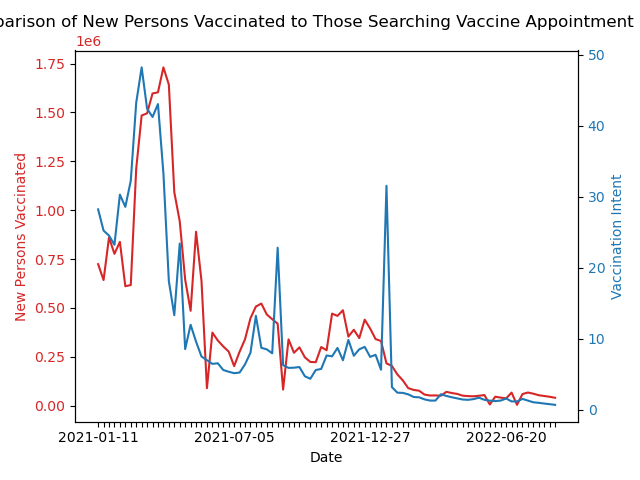 parison of New Persons Vaccinated to Those Searching Vaccine Appointment
1e6
1.75
1.50
1.25
1.00
0.75
0.50
0.25
0.00
New Persons Vaccinated
50
40
30
20
10
0
Vaccination Intent
2021-01-11 2021-07-05 2021-12-27 2022-06-20
Date